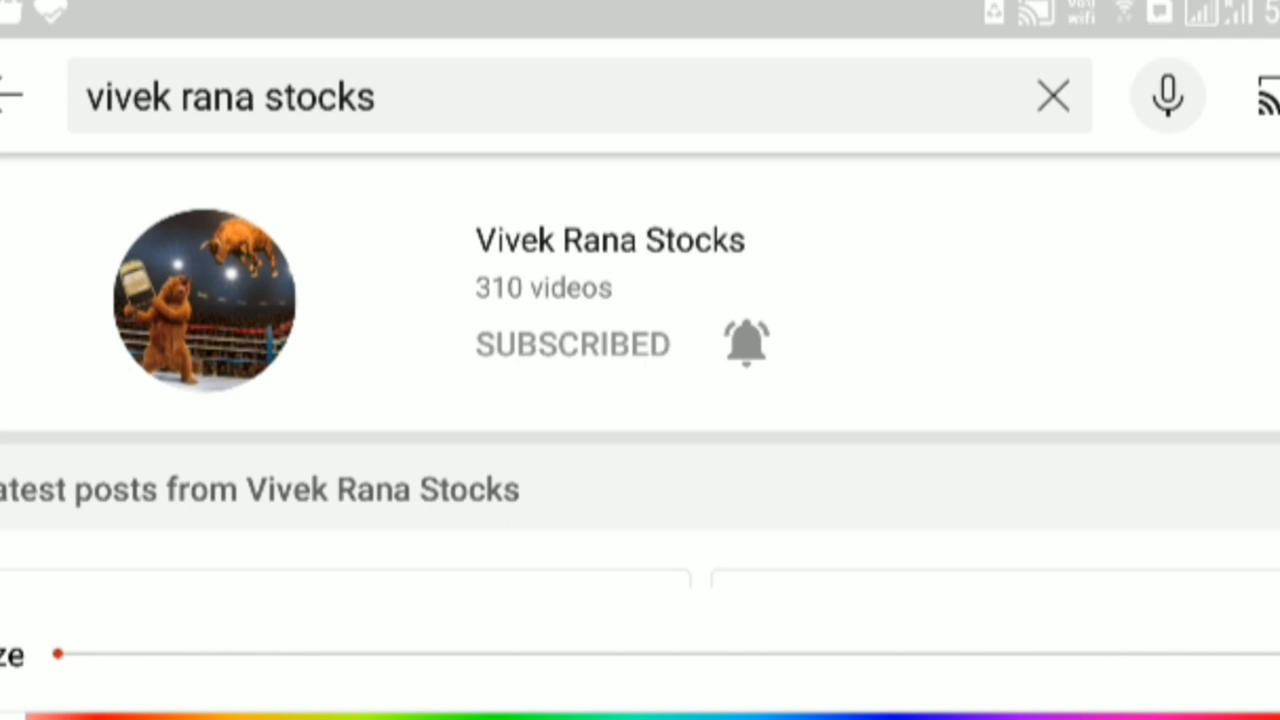 vivek rana stocks
Vivek Rana Stocks
310 videos
SUBSCRIBED
atest posts from Vivek Rana Stocks
ze